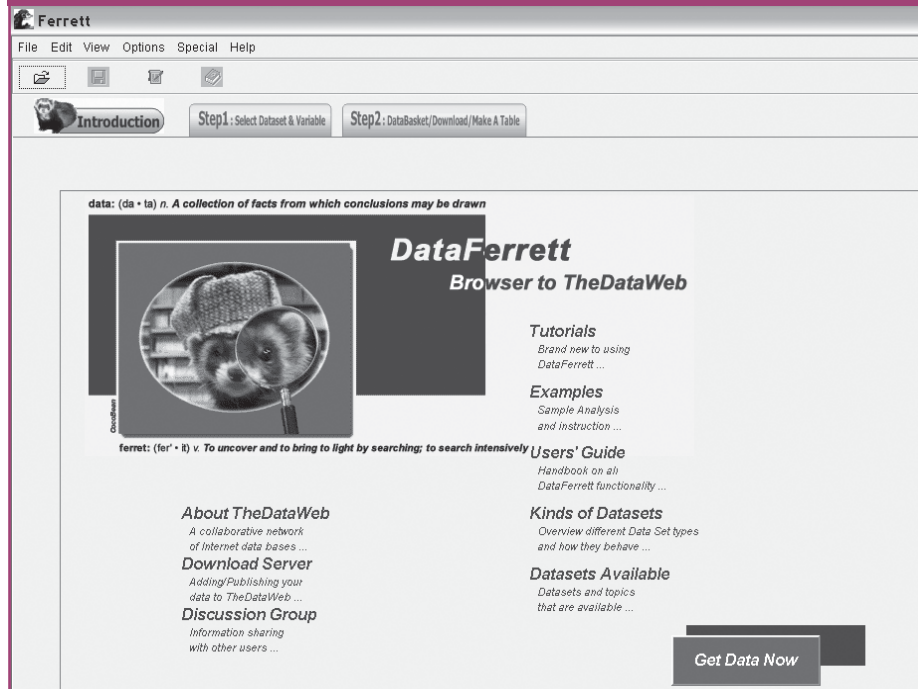 Ferrett
File Edit View Options Special Help
Introduction
Step1: Select Dataset & Variable
Step2: DataBasket/Download/Make A Table
data: (da • ta) n. A collection of facts from which conclusions may be drawn
DataFerrett
Browser to TheDataWeb
CocoBean
ferret: (fer' • it) v. To uncover and to bring to light by searching; to search intensively
About TheDataWeb
A collaborative network
of Internet data bases ...
Download Server
Adding/Publishing your
data to TheDataWeb ...
Discussion Group
Information sharing
with other users ...
Tutorials
Brand new to using
DataFerrett ...
Examples
Sample Analysis
and instruction ...
Users' Guide
Handbook on all
DataFerrett functionality ...
Kinds of Datasets
Overview different Data Set types
and how they behave ...
Datasets Available
Datasets and topics
that are available ...
Get Data Now